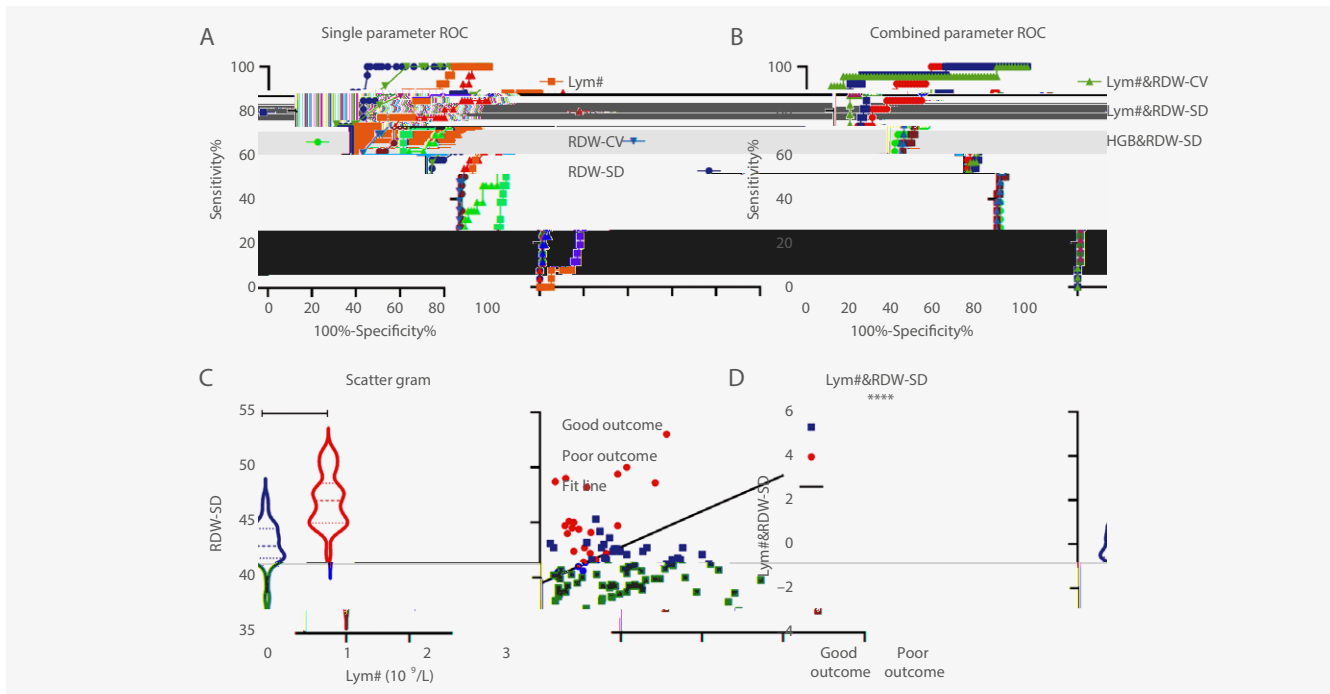 A
Single parameter ROC
100
80
60
40
20
0
Sensitivity%
0 20 40 60 80 100
100%-Specificity%
Lym#
RDW-CV
RDW-SD
B
Combined parameter ROC
100
80
60
40
20
0
Sensitivity%
0 20 40 60 80 100
100%-Specificity%
Lym#&RDW-CV
Lym#&RDW-SD
HGB&RDW-SD
C
Scatter gram
55
50
45
40
35
RDW-SD
0 1 2 3
Lym# (10 9/L)
Good outcome
Poor outcome
Fit line
D
Lym#&RDW-SD
****
6
4
2
0
−2
−4
Lym#&RDW-SD
Good Poor
outcome outcome